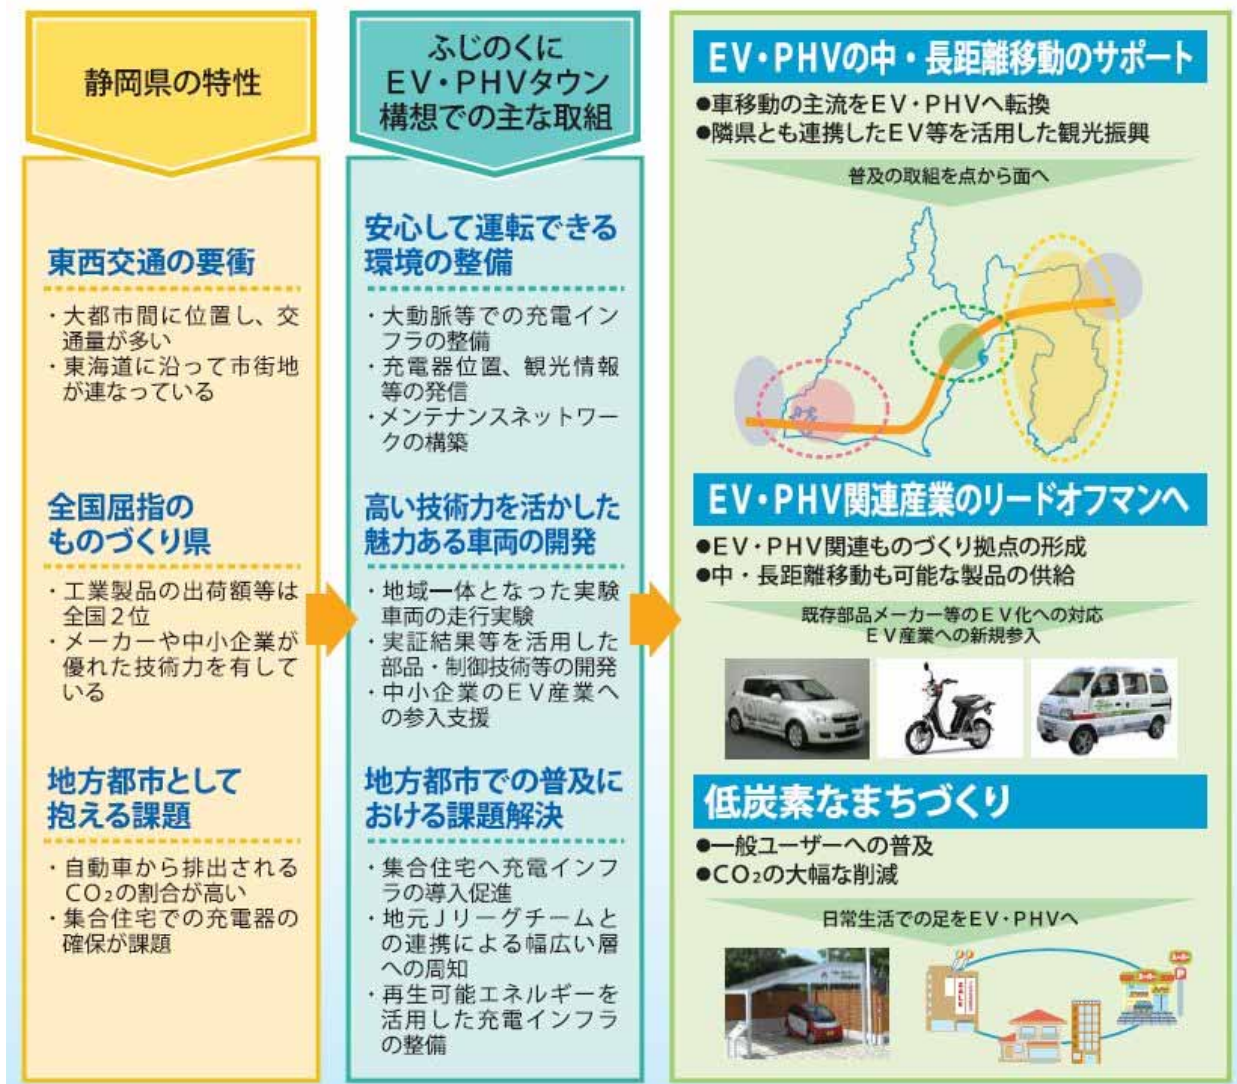 静岡県の特性
東西交通の要衝
・大都市間に位置し、交
通量が多い
・東海道に沿って市街地
が連なっている
全国屈指の
ものづくり県
・工業製品の出荷額等は
全国2位
・メーカーや中小企業が
優れた技術力を有して
いる
地方都市として
抱える課題
・自動車から排出される
CO₂の割合が高い
・集合住宅での充電器の
確保が課題
ふじのくに
EV・PHVタウン
構想での主な取組
安心して運転できる
環境の整備
・大動脈等での充電イン
フラの整備
・充電器位置、観光情報
等の発信
・メンテナンスネットワー
クの構築
高い技術力を活かした
魅力ある車両の開発
・地域一体となった実験
車両の走行実験
・実証結果等を活用した
部品・制御技術等の開発
・中小企業のEV産業へ
の参入支援
地方都市での普及に
おける課題解決
・集合住宅へ充電インフ
ラの導入促進
・地元Jリーグチームと
の連携による幅広い層
への周知
・再生可能エネルギーを
活用した充電インフラ
の整備
EV・PHVの中・長距離移動のサポート
●車移動の主流をEV・PHVへ転換
●隣県とも連携したEV等を活用した観光振興
普及の取組を点から面へ
EV・PHV関連産業のリードオフマンへ
●EV・PHV関連ものづくり拠点の形成
●中・長距離移動も可能な製品の供給
既存部品メーカー等のEV化への対応
EV産業への新規参入
低炭素なまちづくり
●一般ユーザーへの普及
●CO₂の大幅な削減
日常生活での足をEV・PHVへ
SALE
P